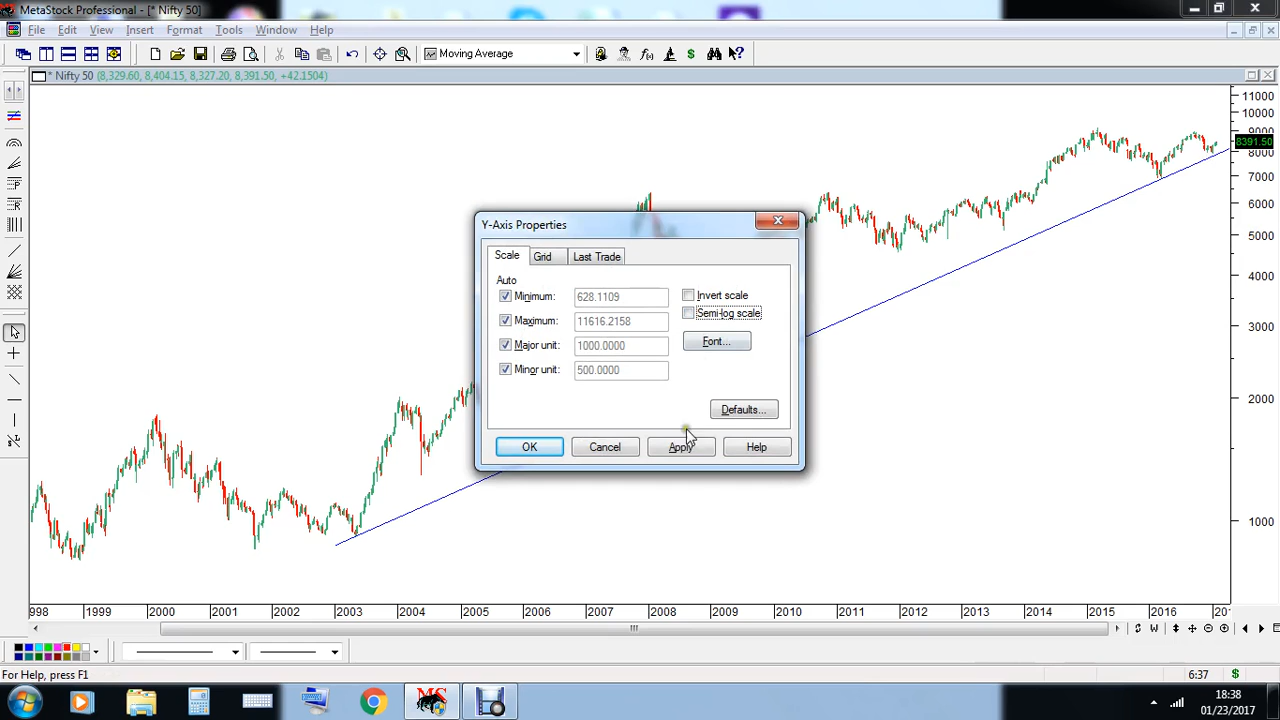 MetaStock Professional - [* Nifty 50]
File Edit View Insert Format Tools Window Help
Moving Average
* Nifty 50 (8,329.60, 8,404.15, 8,327.20, 8,391.50, +42.1504)
11000
10000
9000
8391.50
8000
7000
6000
5000
4000
3000
2000
1000
Y-Axis Properties
Scale Grid Last Trade
Auto
Minimum: 628.1109 Invert scale
Maximum: 11616.2158 Semi-log scale
Major unit: 1000.0000 Font...
Minor unit: 500.0000
Defaults...
OK Cancel Apply Help
998 1999 2000 2001 2002 2003 2004 2005 2006 2007 2008 2009 2010 2011 2012 2013 2014 2015 2016 201
For Help, press F1 6:37 $
MS 18:38
01/23/2017